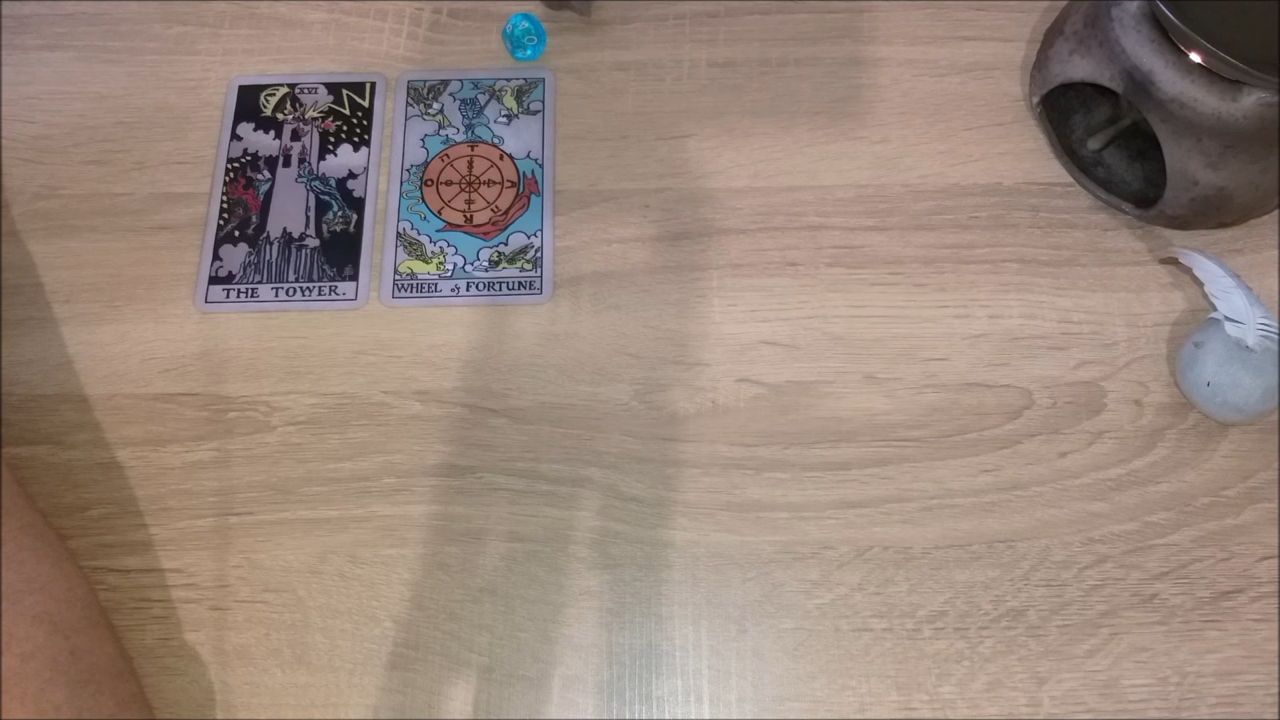 XVI
THE TOWER.
X
T
A
R
O
WHEEL of FORTUNE.